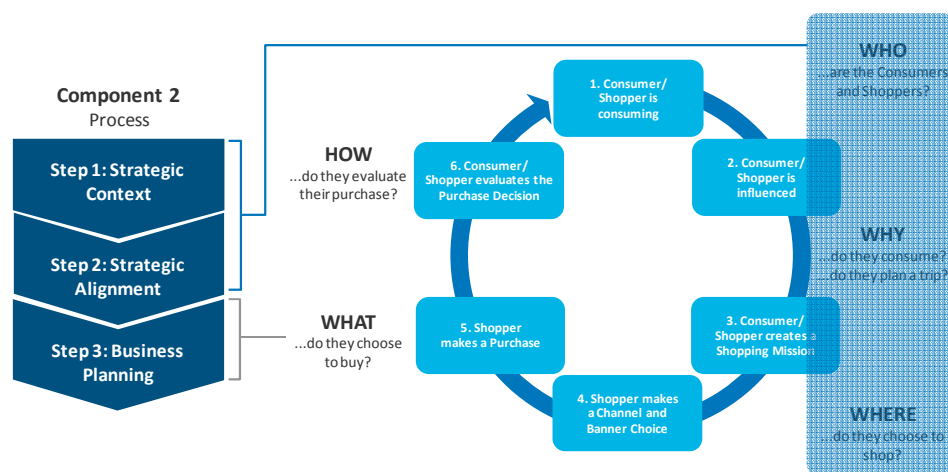 Component 2
Process
Step 1: Strategic
Context
Step 2: Strategic
Alignment
Step 3: Business
Planning
HOW
...do they evaluate
their purchase?
WHAT
...do they choose
to buy?
1. Consumer/
Shopper is
consuming
2. Consumer/
Shopper is
influenced
3. Consumer/
Shopper creates a
Shopping Mission
4. Shopper makes
a Channel and
Banner Choice
5. Shopper
makes a Purchase
6. Consumer/
Shopper evaluates the
Purchase Decision
WHO
...are the Consumers
and Shoppers?
WHY
...do they consume?
...do they plan a trip?
WHERE
...do they choose to
shop?